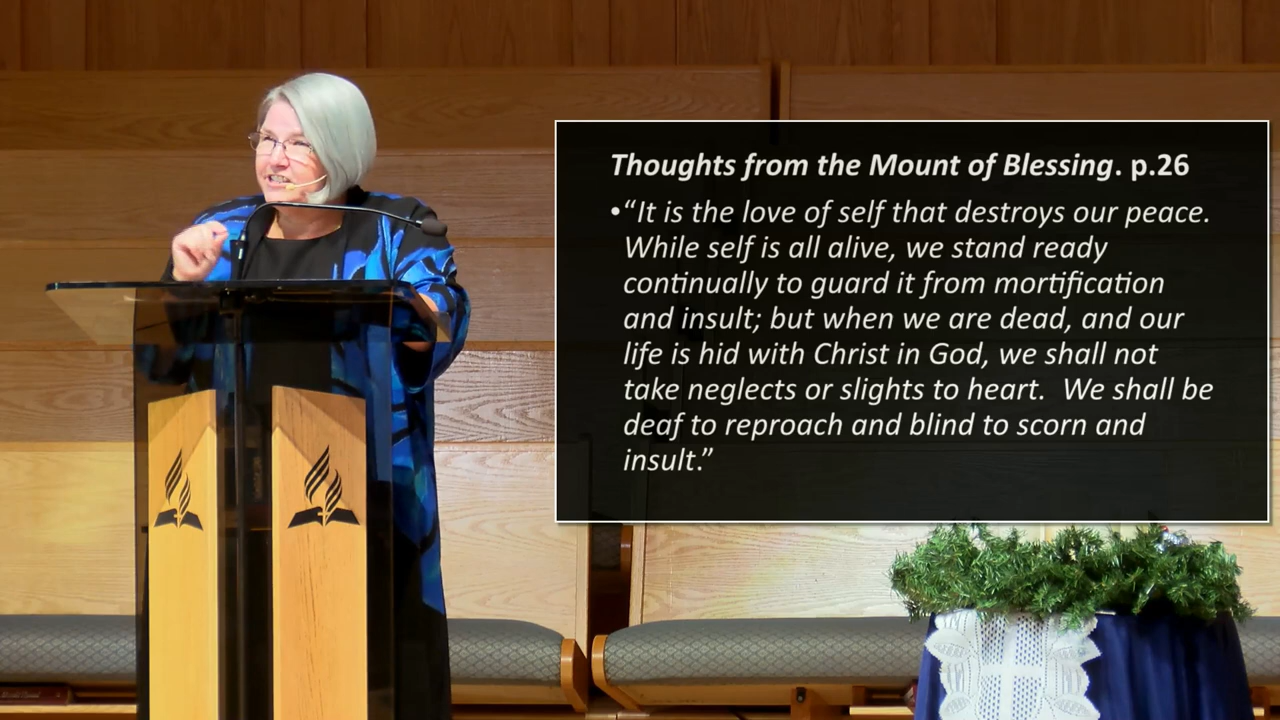 Thoughts from the Mount of Blessing. p.26
•“It is the love of self that destroys our peace.
While self is all alive, we stand ready
continually to guard it from mortification
and insult; but when we are dead, and our
life is hid with Christ in God, we shall not
take neglects or slights to heart.  We shall be
deaf to reproach and blind to scorn and
insult.”